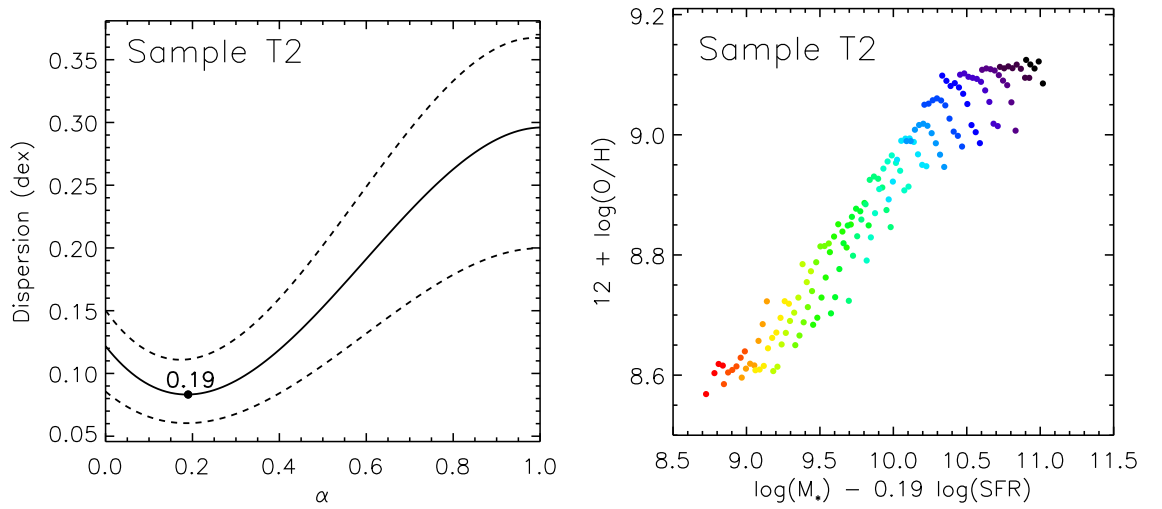 Sample T2
0.19
0.35
0.30
0.25
0.20
0.15
0.10
0.05
Dispersion (dex)
0.0 0.2 0.4 0.6 0.8 1.0
α
Sample T2
9.2
9.0
8.8
8.6
12 + log(O/H)
8.5 9.0 9.5 10.0 10.5 11.0 11.5
log(M*) − 0.19 log(SFR)